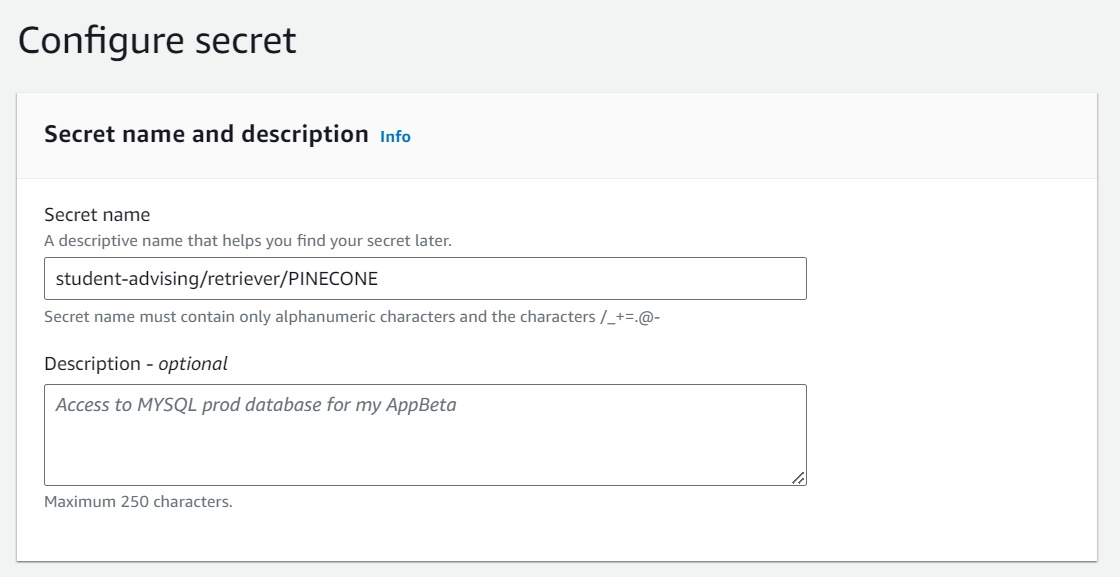 Configure secret
Secret name and description Info
Secret name
A descriptive name that helps you find your secret later.
student-advising/retriever/PINECONE
Secret name must contain only alphanumeric characters and the characters /_+=.@-
Description - optional
Access to MYSQL prod database for my AppBeta
Maximum 250 characters.